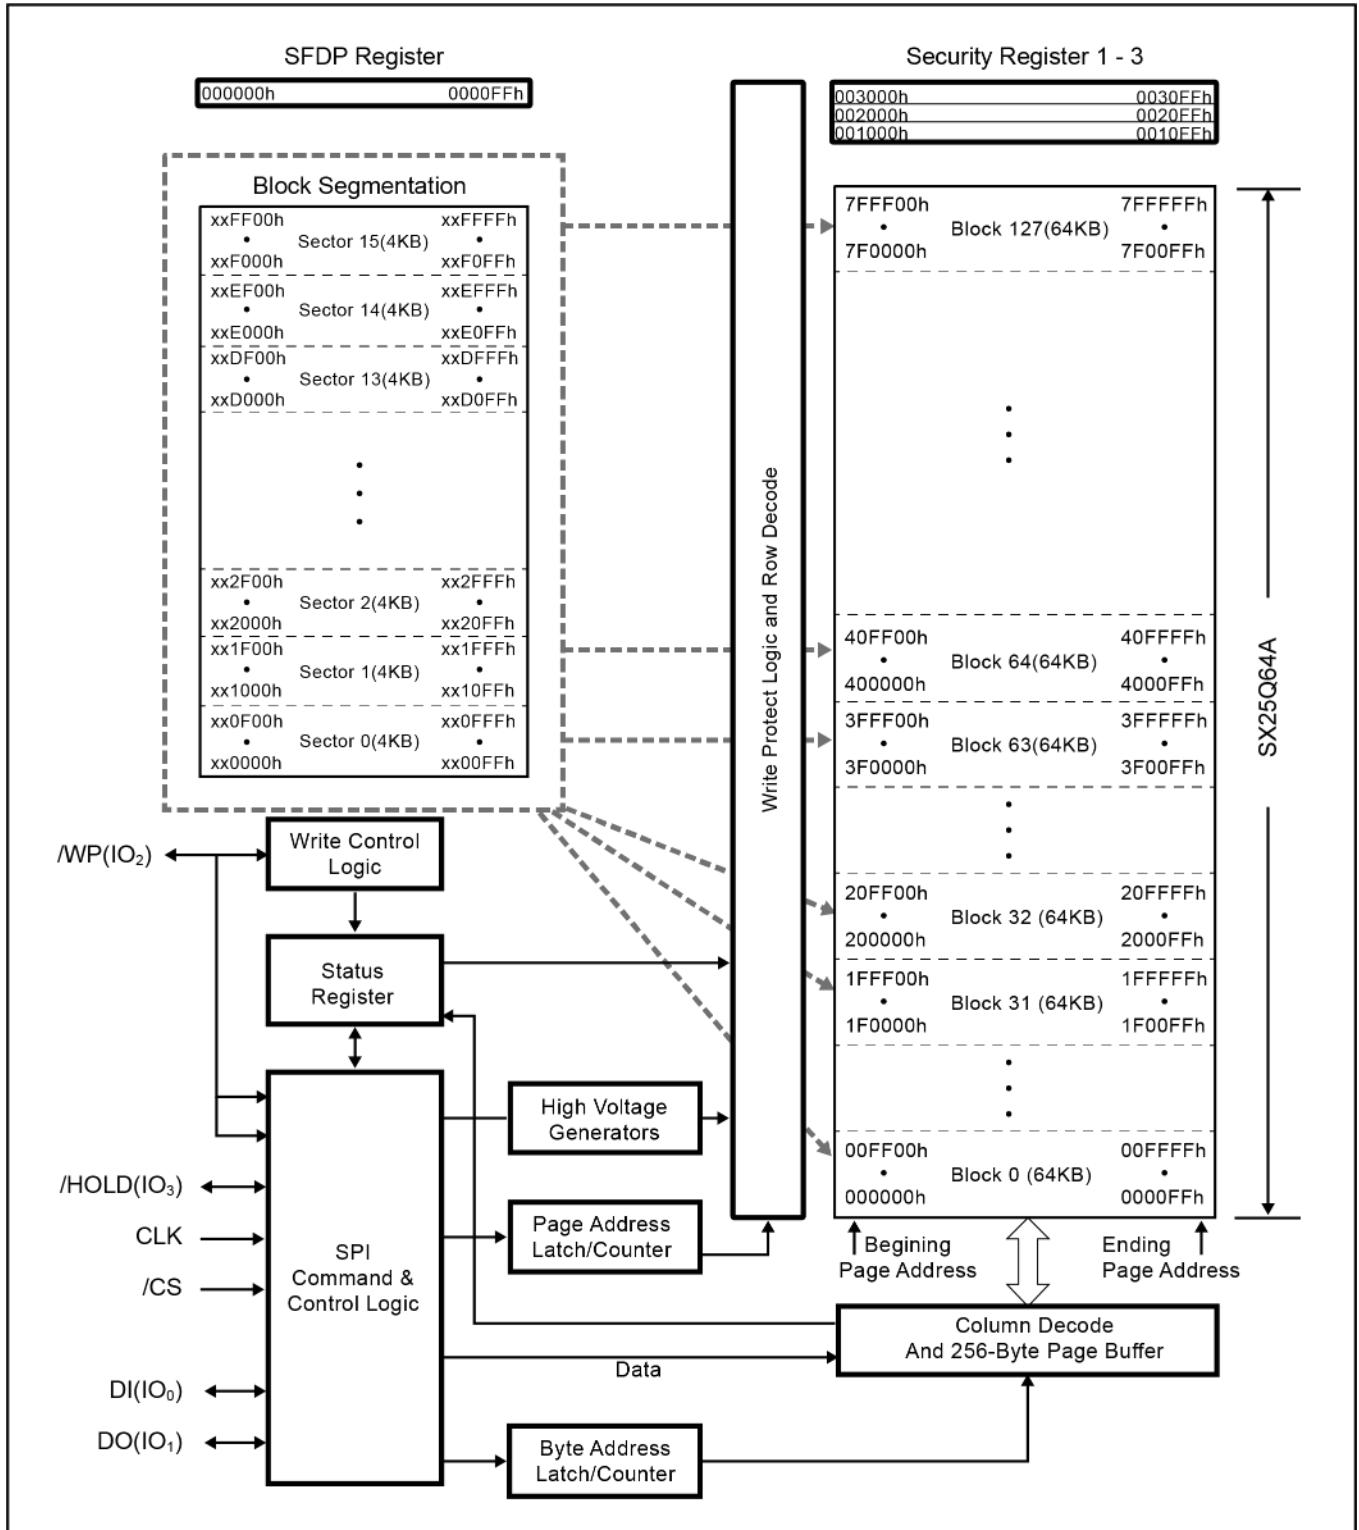 SFDP Register
000000h 0000FFh
Security Register 1 - 3
003000h 0030FFh
002000h 0020FFh
001000h 0010FFh
Block Segmentation
xxFF00h xxFFFFh
Sector 15(4KB)
xxF000h xxF0FFh
xxEF00h xxEFFFh
Sector 14(4KB)
xxE000h xxE0FFh
xxDF00h xxDFFFh
Sector 13(4KB)
xxD000h xxD0FFh
xx2F00h xx2FFFh
Sector 2(4KB)
xx2000h xx20FFh
xx1F00h xx1FFFh
Sector 1(4KB)
xx1000h xx10FFh
xx0F00h xx0FFFh
Sector 0(4KB)
xx0000h xx00FFh
Write Protect Logic and Row Decode
7FFF00h 7FFFFFh
Block 127(64KB)
7F0000h 7F00FFh
40FF00h 40FFFFh
Block 64(64KB)
400000h 4000FFh
3FFF00h 3FFFFFh
Block 63(64KB)
3F0000h 3F00FFh
20FF00h 20FFFFh
Block 32 (64KB)
200000h 2000FFh
1FFF00h 1FFFFFh
Block 31 (64KB)
1F0000h 1F00FFh
00FF00h 00FFFFh
Block 0 (64KB)
000000h 0000FFh
SX25Q64A
Begining
Page Address
Ending
Page Address
/WP(IO₂)
Write Control
Logic
Status
Register
High Voltage
Generators
/HOLD(IO₃)
CLK
/CS
Page Address
Latch/Counter
SPI
Command &
Control Logic
Column Decode
And 256-Byte Page Buffer
Data
DI(IO₀)
DO(IO₁)
Byte Address
Latch/Counter